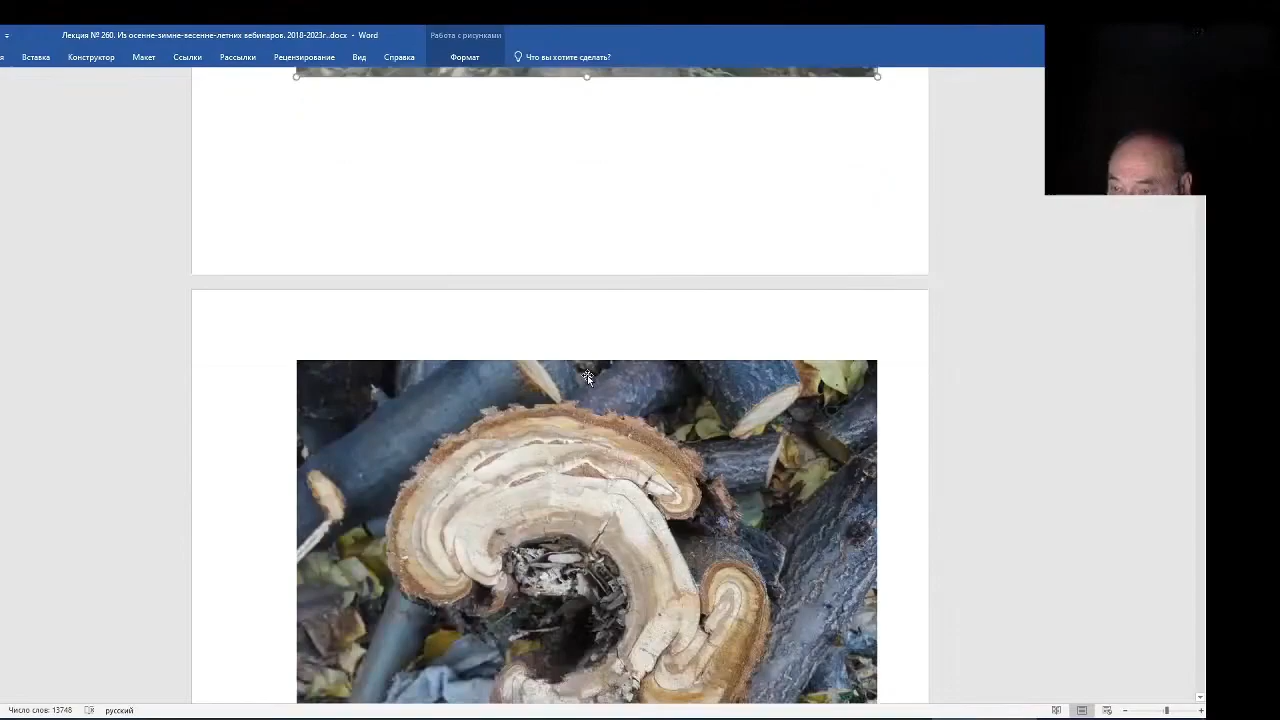 Лекция № 260. Из осенне-зимне-весенне-летних вебинаров. 2018-2023г..docx - Word
Работа с рисунками
я Вставка Конструктор Макет Ссылки Рассылки Рецензирование Вид Справка Формат Что вы хотите сделать?
Число слов: 13748 русский